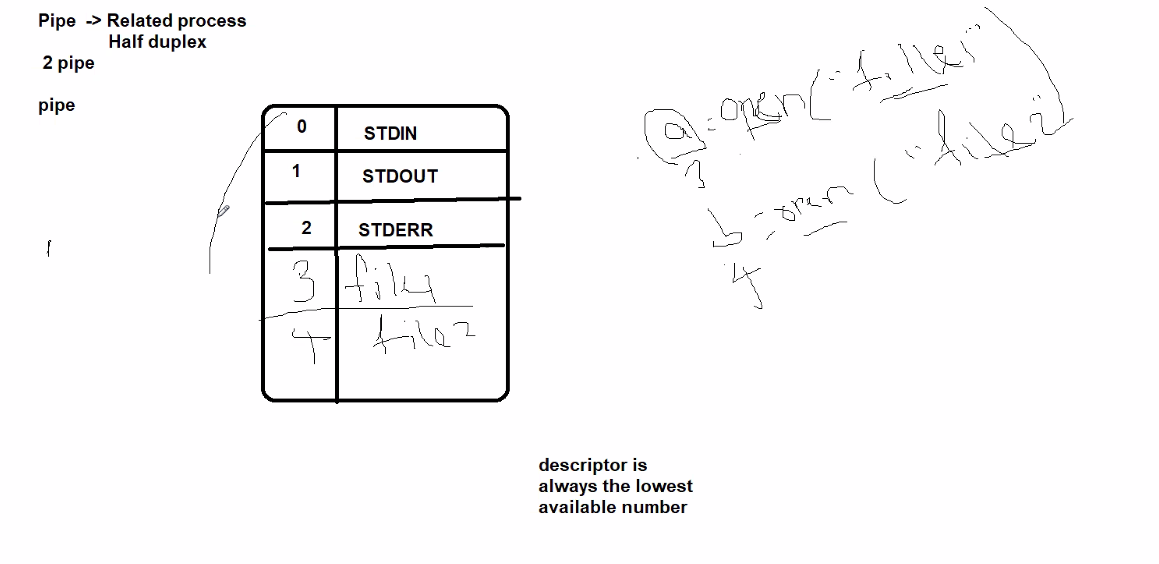 Pipe -> Related process
Half duplex
2 pipe
pipe
0 STDIN
1 STDOUT
2 STDERR
3 file1
4 file2
a = open("file1")
3
b = open("file2")
4
descriptor is
always the lowest
available number